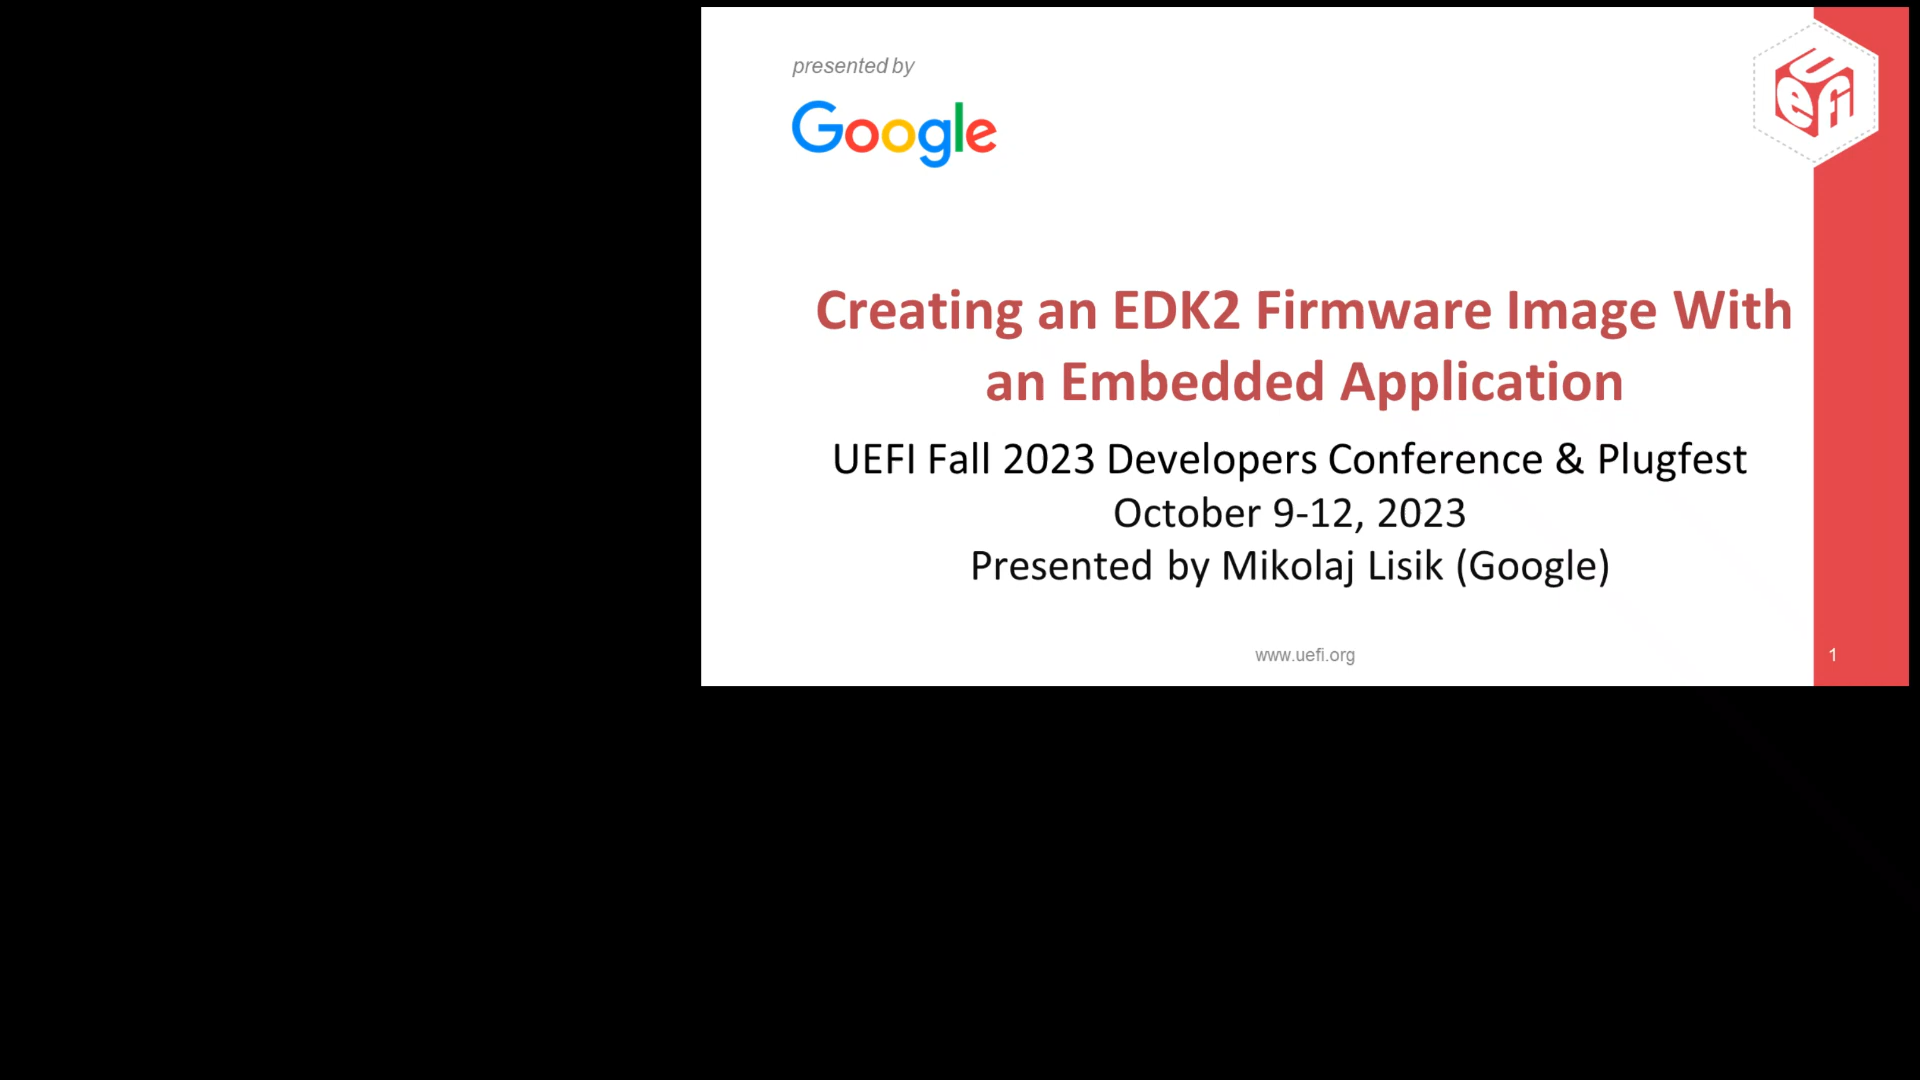 presented by
Google
uefi
Creating an EDK2 Firmware Image With
an Embedded Application
UEFI Fall 2023 Developers Conference & Plugfest
October 9-12, 2023
Presented by Mikolaj Lisik (Google)
www.uefi.org
1